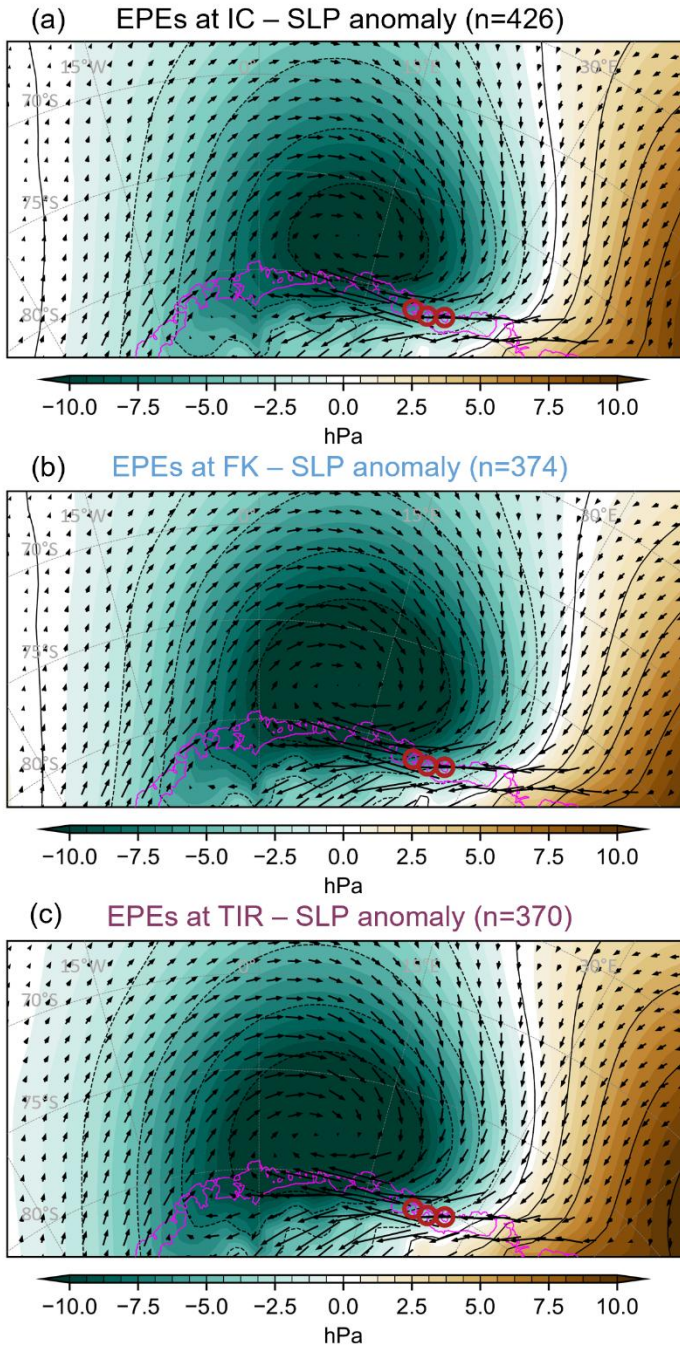 (a) EPEs at IC – SLP anomaly (n=426)
15°W 0° 15°E 30°E
70°S
75°S
80°S
−10.0 −7.5 −5.0 −2.5 0.0 2.5 5.0 7.5 10.0
hPa
(b) EPEs at FK – SLP anomaly (n=374)
15°W 0° 15°E 30°E
70°S
75°S
80°S
−10.0 −7.5 −5.0 −2.5 0.0 2.5 5.0 7.5 10.0
hPa
(c) EPEs at TIR – SLP anomaly (n=370)
15°W 0° 15°E 30°E
70°S
75°S
80°S
−10.0 −7.5 −5.0 −2.5 0.0 2.5 5.0 7.5 10.0
hPa